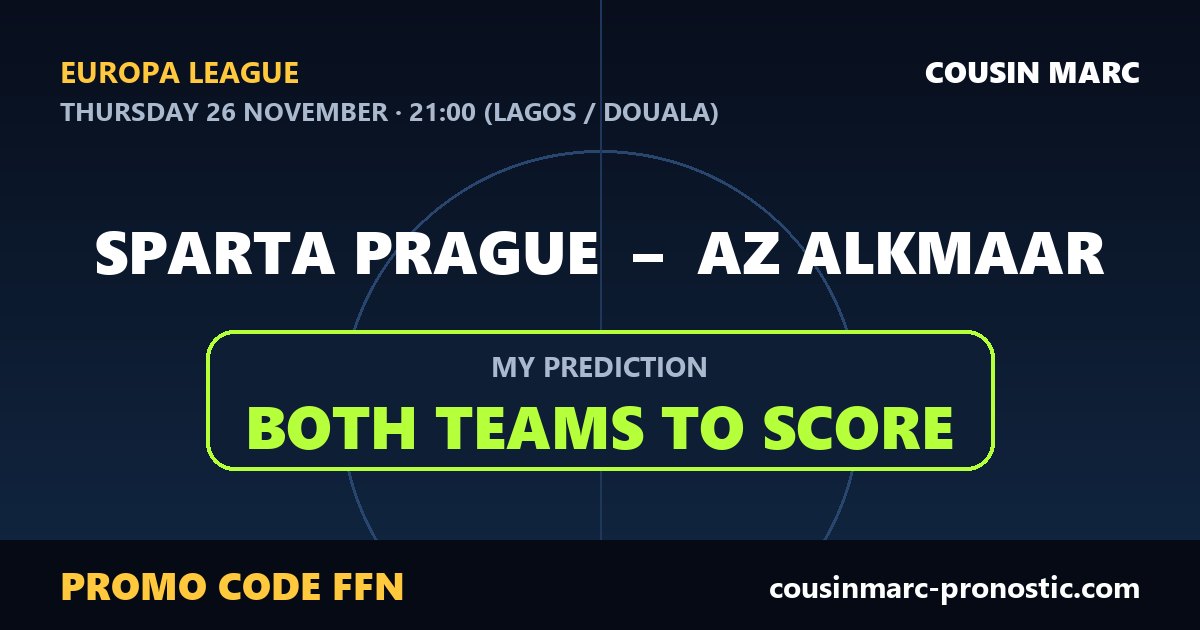 EUROPA LEAGUE
COUSIN MARC
THURSDAY 26 NOVEMBER · 21:00 (LAGOS / DOUALA)
SPARTA PRAGUE – AZ ALKMAAR
MY PREDICTION
BOTH TEAMS TO SCORE
PROMO CODE FFN
cousinmarc-pronostic.com